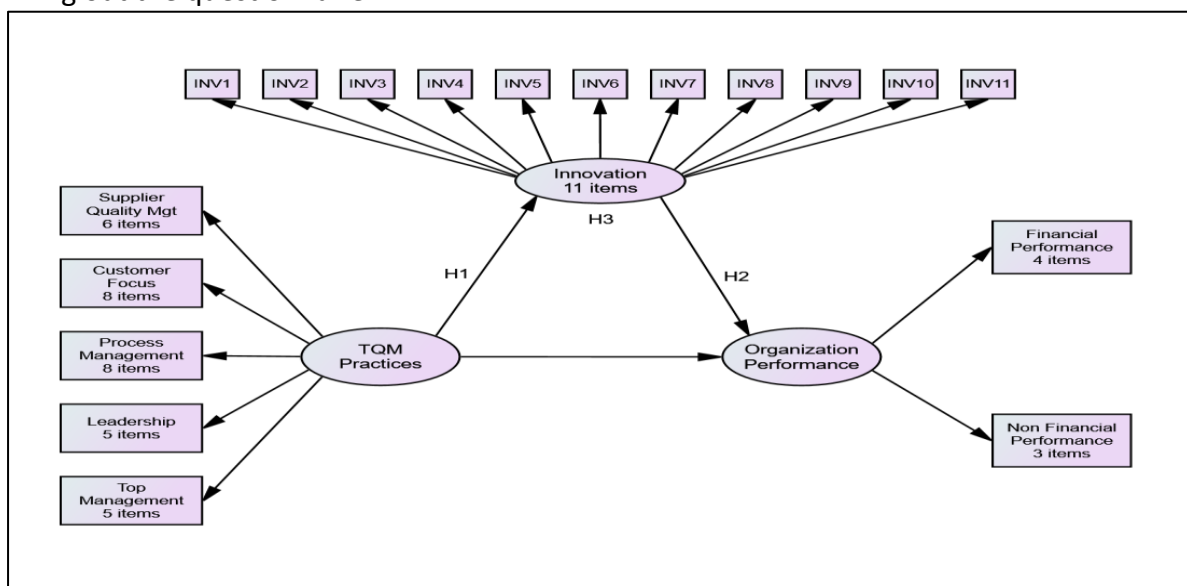 INV1
INV2
INV3
INV4
INV5
INV6
INV7
INV8
INV9
INV10
INV11
Innovation
11 items
H3
Supplier
Quality Mgt
6 items
Customer
Focus
8 items
Process
Management
8 items
Leadership
5 items
Top
Management
5 items
H1
H2
TQM
Practices
Organization
Performance
Financial
Performance
4 items
Non Financial
Performance
3 items